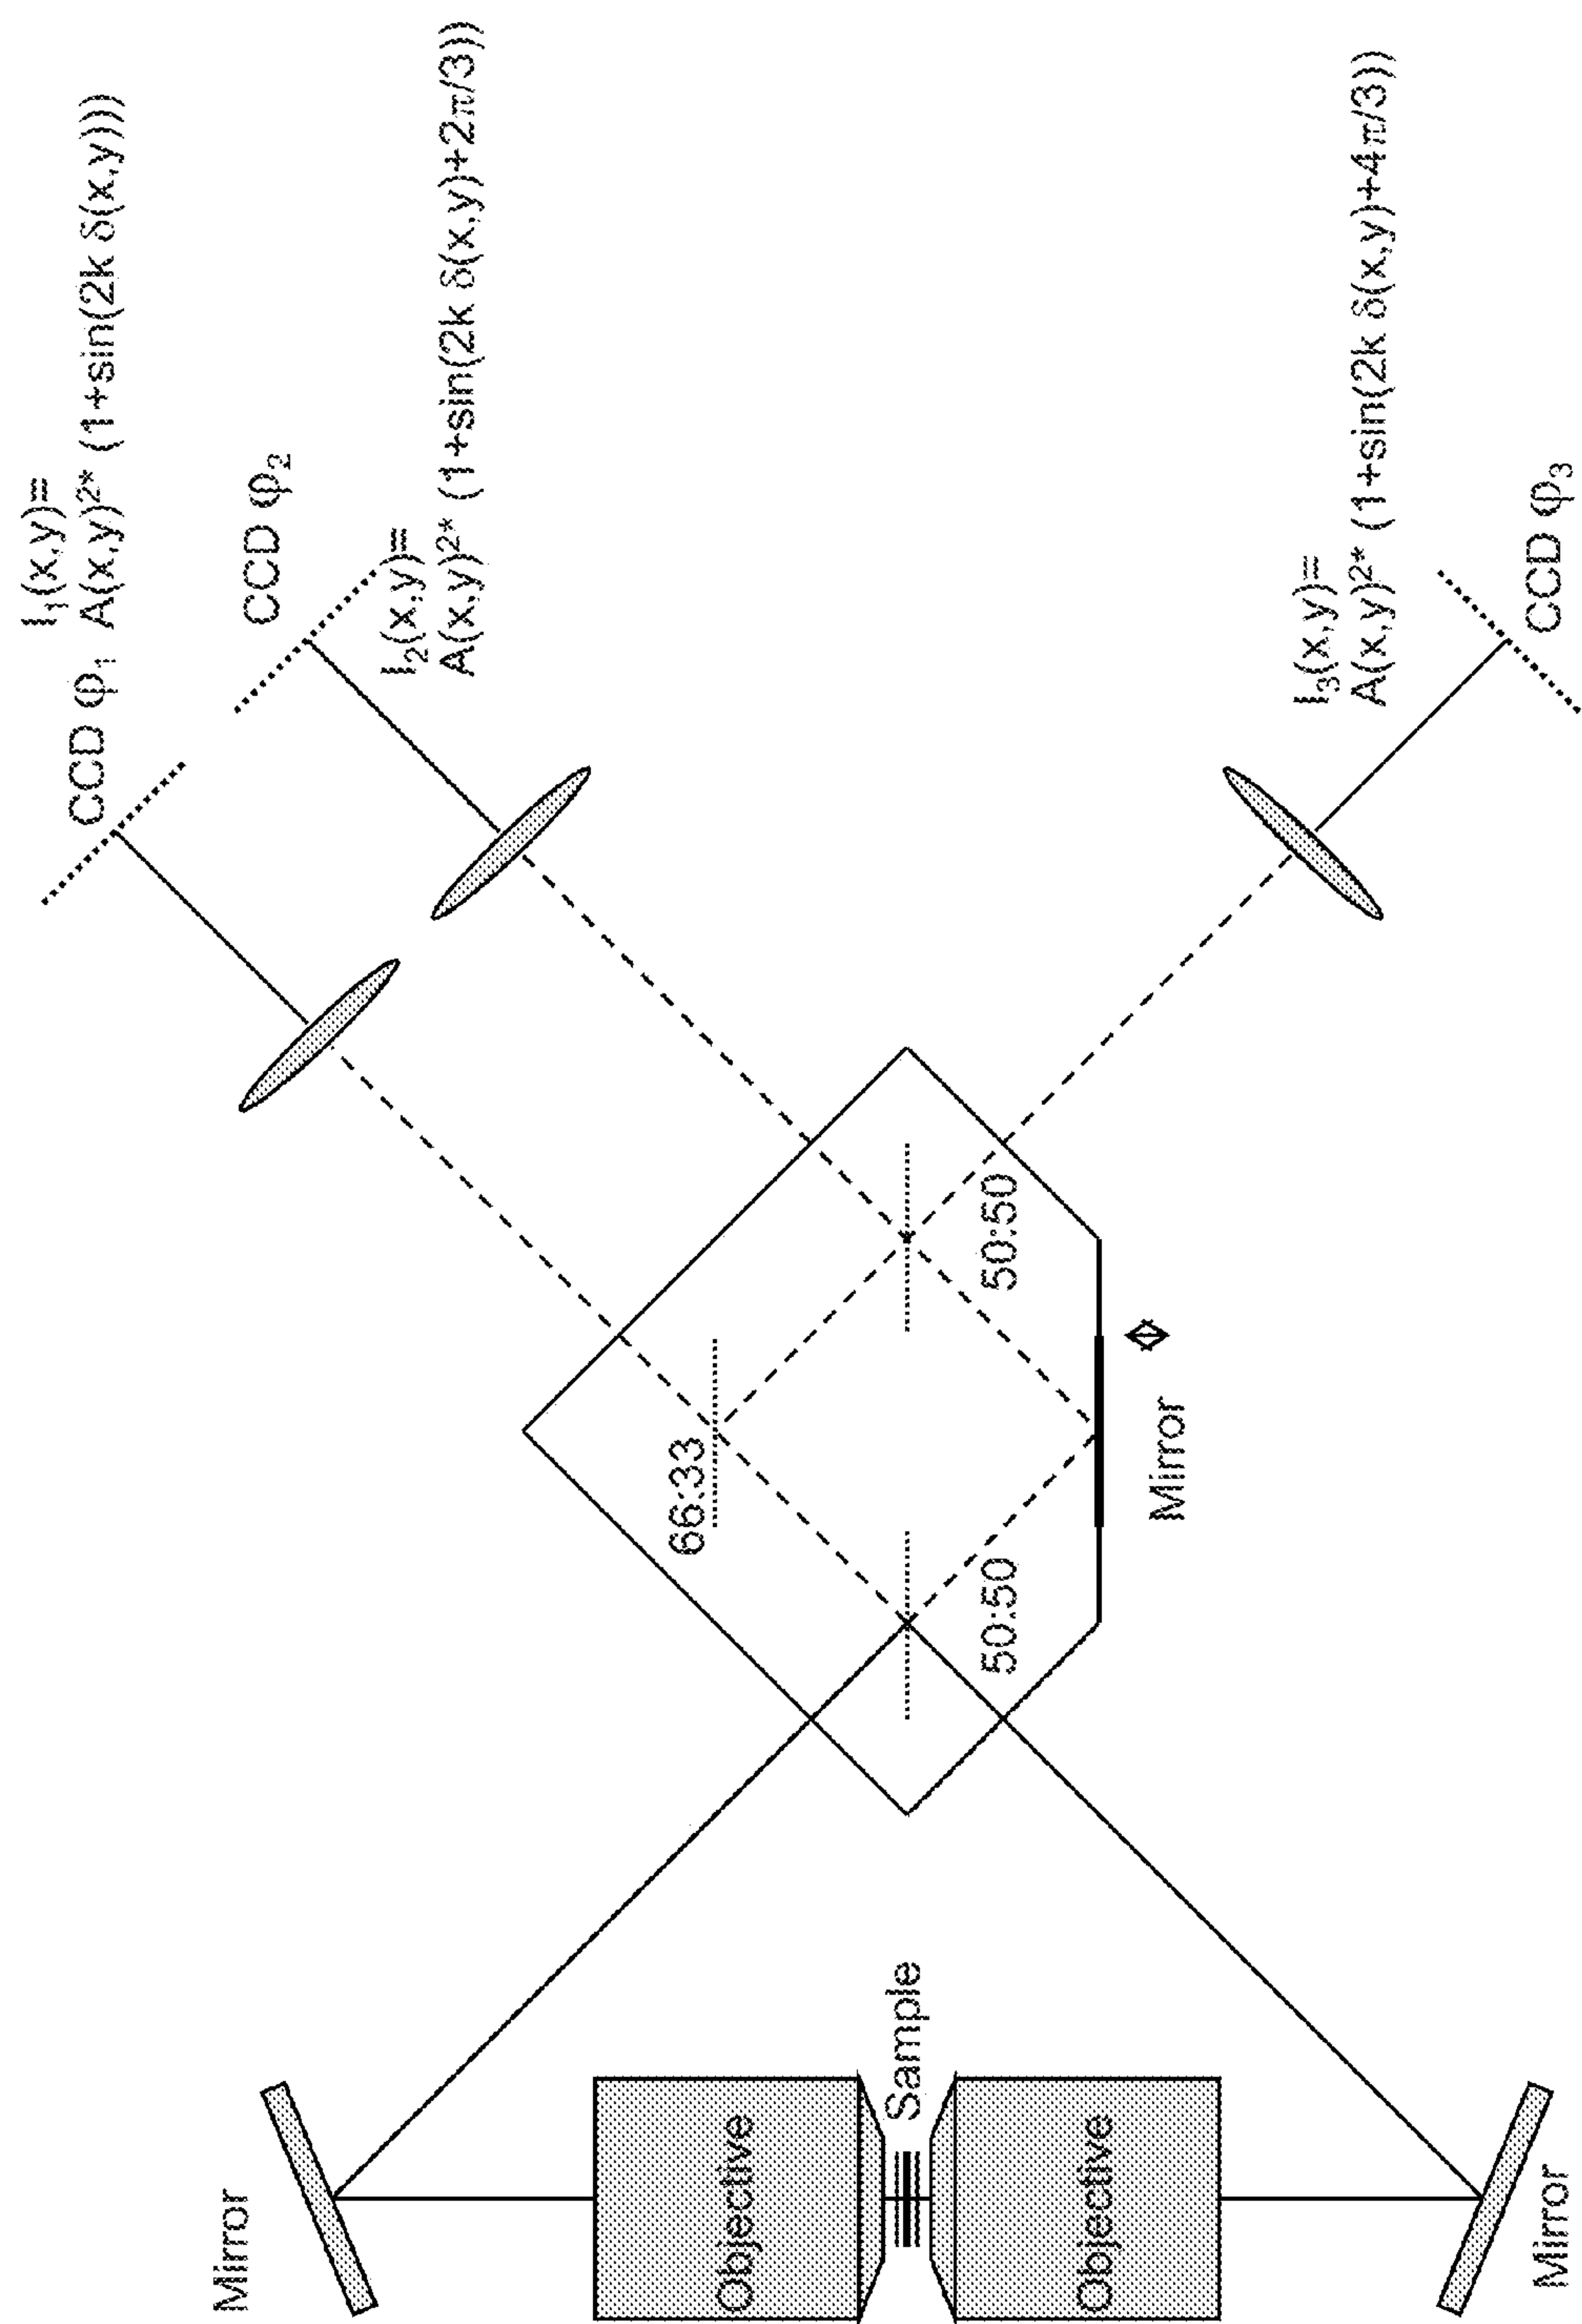 I₁(x,y)=
CCD φ₁ A(x,y)²* (1+sin(2k δ(x,y)))
CCD φ₂
I₂(x,y)=
A(x,y)²* (1+sin(2k δ(x,y)+2π/3))
I₃(x,y)=
A(x,y)²* (1+sin(2k δ(x,y)+4π/3))
CCD φ₃
66:33
50:50
50:50
Mirror
Mirror
Objective
Sample
Objective
Mirror